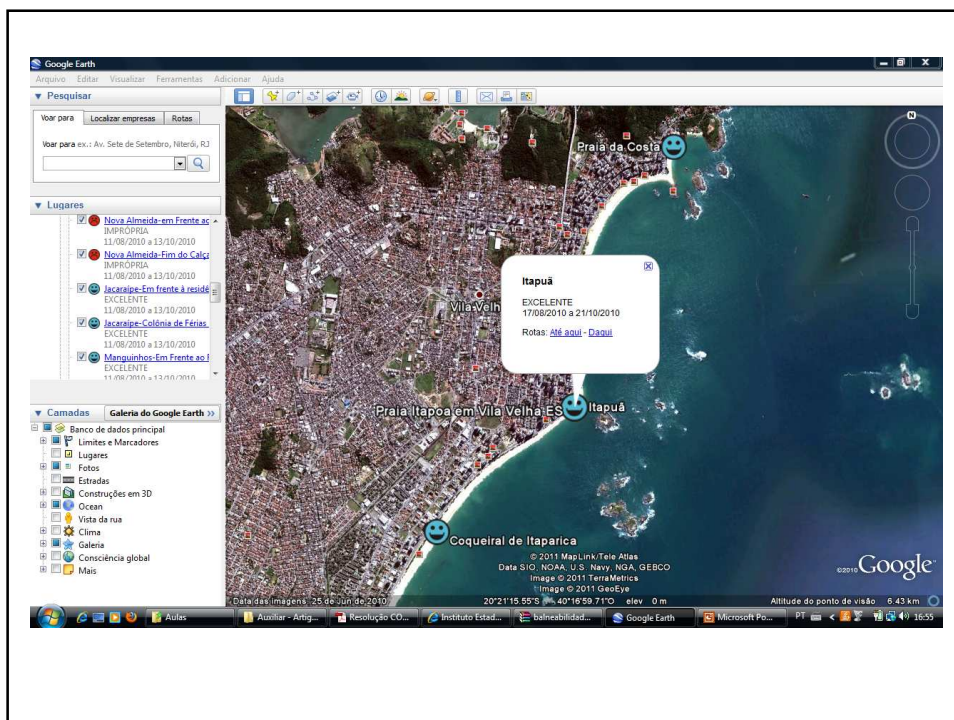 Google Earth
Arquivo Editar Visualizar Ferramentas Adicionar Ajuda
▼ Pesquisar
Voar para Localizar empresas Rotas
Voar para ex.: Av. Sete de Setembro, Niterói, RJ
▼ Lugares
Nova Almeida-em Frente ao
IMPRÓPRIA
11/08/2010 a 13/10/2010
Nova Almeida-Fim do Calça
IMPRÓPRIA
11/08/2010 a 13/10/2010
Jacaraípe-Em frente à residê
EXCELENTE
11/08/2010 a 13/10/2010
Jacaraípe-Colônia de Férias
EXCELENTE
11/08/2010 a 13/10/2010
Manguinhos-Em Frente ao
EXCELENTE
11/08/2010 a 13/10/2010
▼ Camadas Galeria do Google Earth >>
Banco de dados principal
Limites e Marcadores
Lugares
Fotos
Estradas
Construções em 3D
Ocean
Vista da rua
Clima
Galeria
Consciência global
Mais
N
Praia da Costa
Itapuã
EXCELENTE
17/08/2010 a 21/10/2010
Rotas: Até aqui - Daqui
Vila Velh
Praia Itapoa em Vila Velha ES
Itapuã
Coqueiral de Itaparica
© 2011 MapLink/Tele Atlas
Data SIO, NOAA, U.S. Navy, NGA, GEBCO
Image © 2011 TerraMetrics
Image © 2011 GeoEye
©2010 Google
Data das imagens: 25 de Jun de 2010 20°21'15.55"S 40°16'59.71"O elev 0 m Altitude do ponto de visão 6.43 km
Aulas Auxiliar - Artig... Resolução CO... Instituto Estad... balneabilidad... Google Earth Microsoft Po... PT 16:55